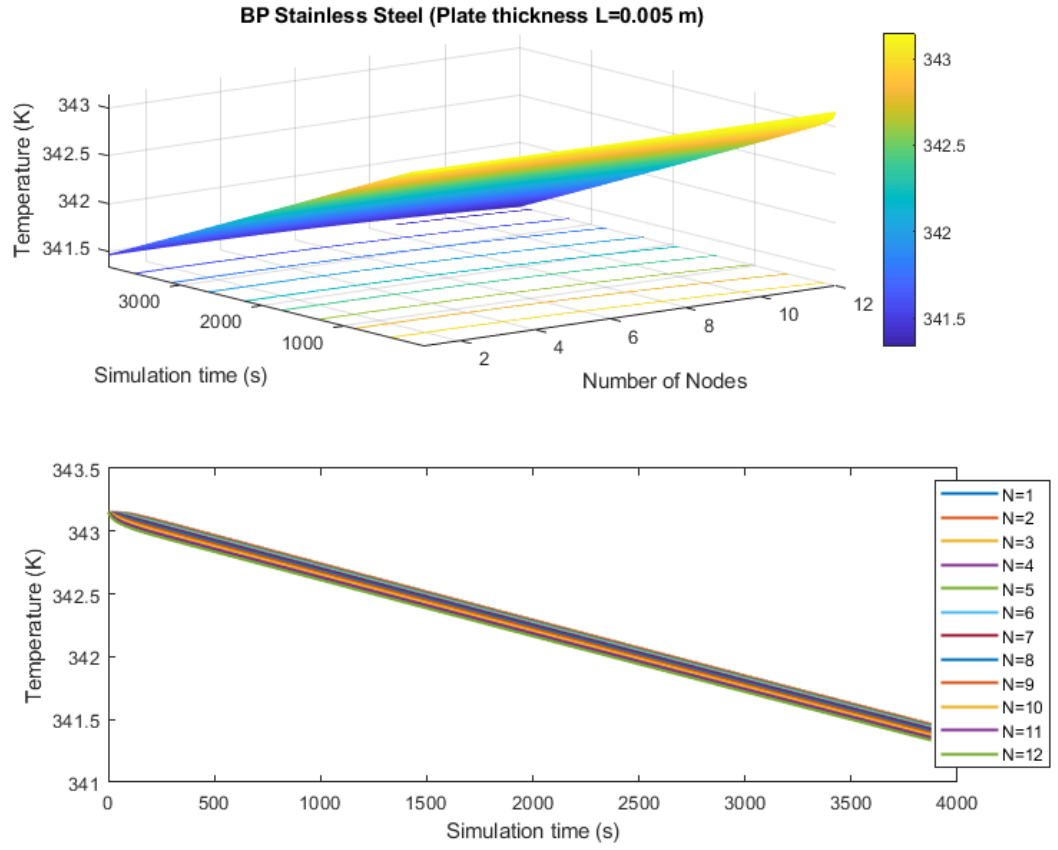 BP Stainless Steel (Plate thickness L=0.005 m)
343
342.5
342
341.5
Temperature (K)
3000
2000
1000
Simulation time (s)
2
4
6
8
10
12
Number of Nodes
343
342.5
342
341.5
343.5
343
342.5
342
341.5
341
Temperature (K)
0
500
1000
1500
2000
2500
3000
3500
4000
Simulation time (s)
N=1
N=2
N=3
N=4
N=5
N=6
N=7
N=8
N=9
N=10
N=11
N=12